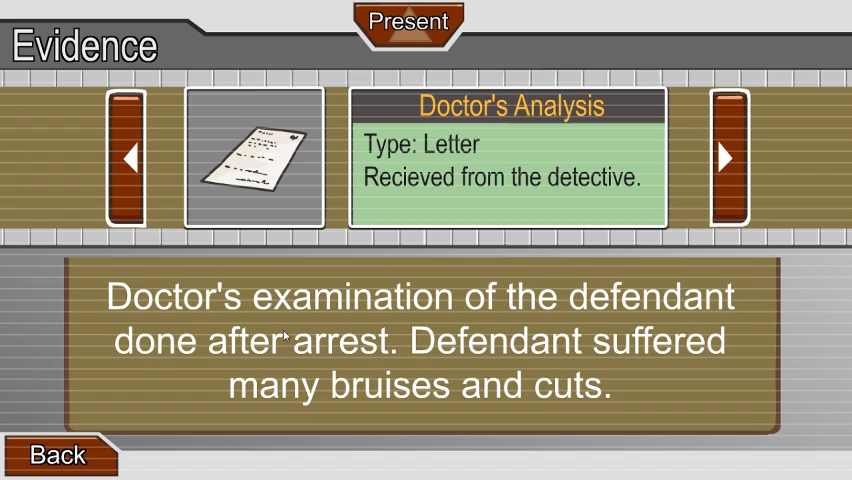 Present
Evidence
Doctor's Analysis
Type: Letter
Recieved from the detective.
Doctor's examination of the defendant
done after arrest. Defendant suffered
many bruises and cuts.
Back